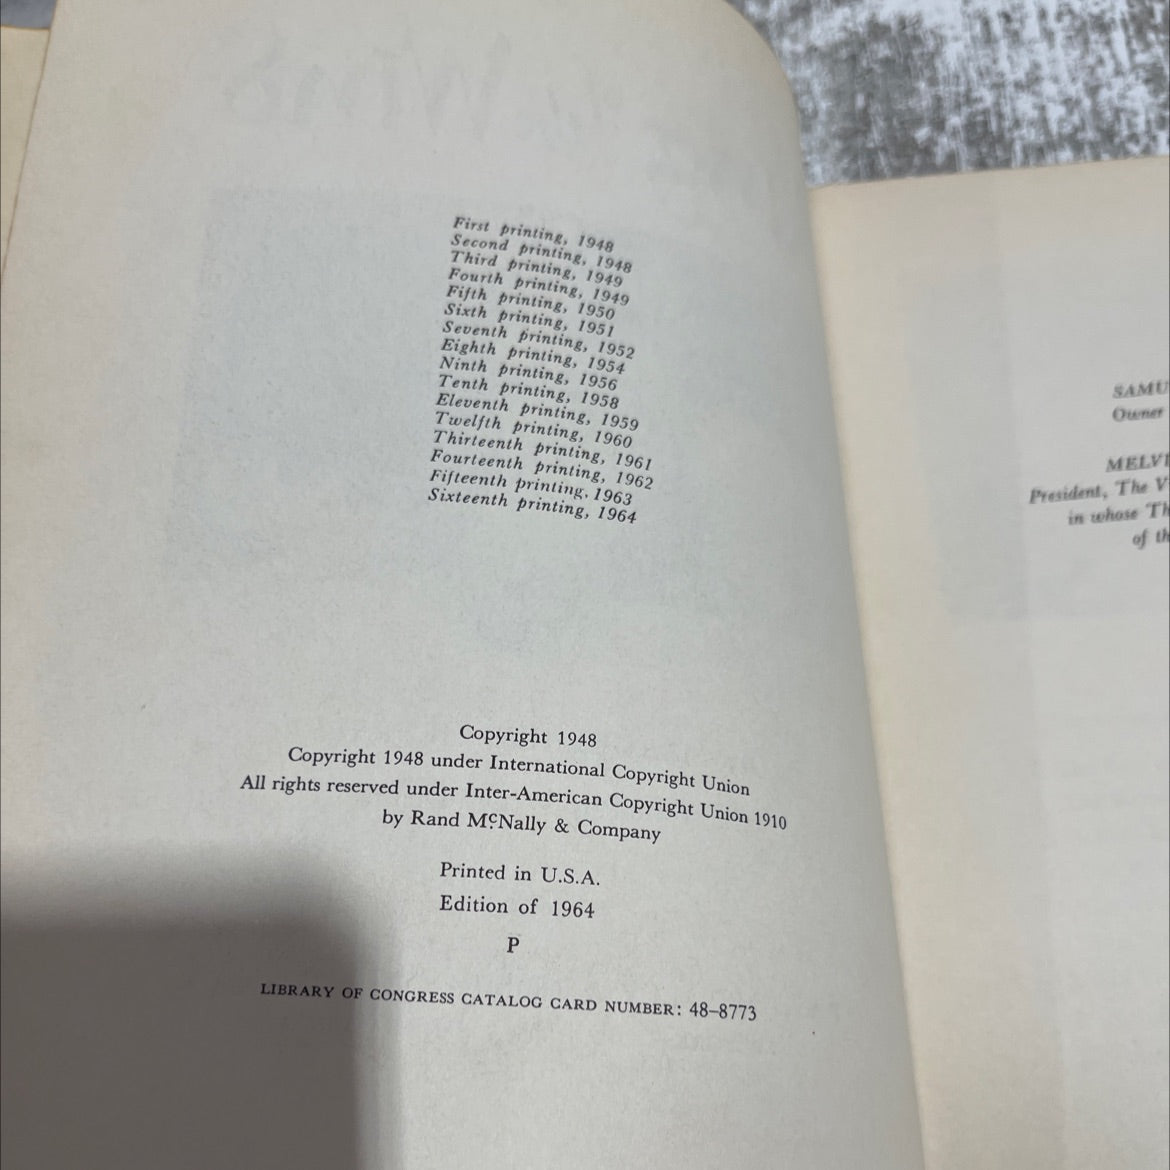 First printing, 1948
Second printing, 1948
Third printing, 1949
Fourth printing, 1949
Fifth printing, 1950
Sixth printing, 1951
Seventh printing, 1952
Eighth printing, 1954
Ninth printing, 1956
Tenth printing, 1958
Eleventh printing, 1959
Twelfth printing, 1960
Thirteenth printing, 1961
Fourteenth printing, 1962
Fifteenth printing, 1963
Sixteenth printing, 1964
Copyright 1948
Copyright 1948 under International Copyright Union
All rights reserved under Inter-American Copyright Union 1910
by Rand McNally & Company
Printed in U.S.A.
Edition of 1964
P
LIBRARY OF CONGRESS CATALOG CARD NUMBER: 48–8773
SAMU
Owner
MELVI
President, The V
in whose Th
of th